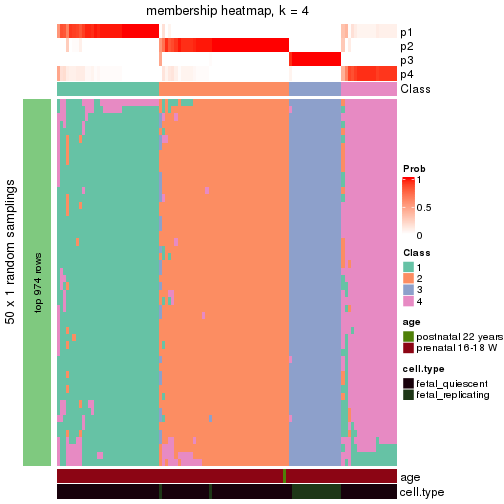 membership heatmap, k = 4
p1
p2
p3
p4
Class
50 x 1 random samplings
top 974 rows
Prob
1
0.5
0
Class
1
2
3
4
age
postnatal 22 years
prenatal 16-18 W
cell.type
fetal_quiescent
fetal_replicating
age
cell.type